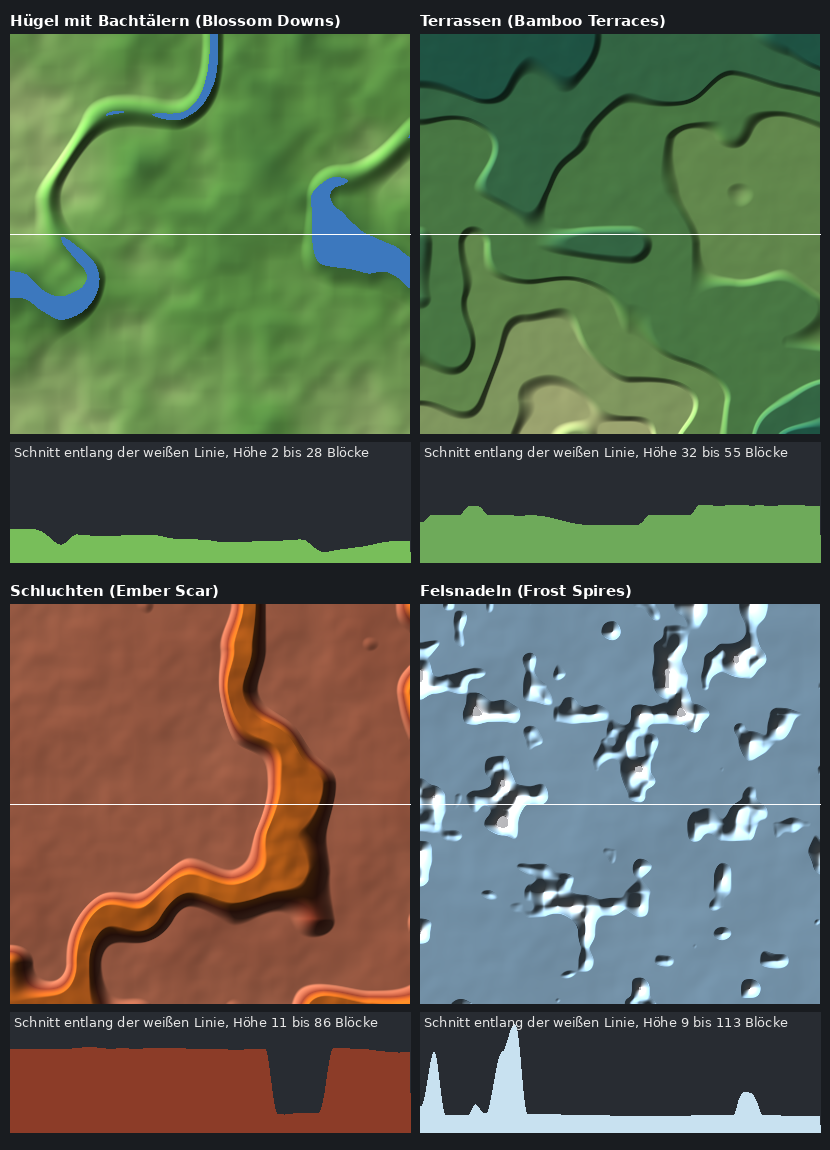 Hügel mit Bachtälern (Blossom Downs)
Terrassen (Bamboo Terraces)
Schnitt entlang der weißen Linie, Höhe 2 bis 28 Blöcke
Schnitt entlang der weißen Linie, Höhe 32 bis 55 Blöcke
Schluchten (Ember Scar)
Felsnadeln (Frost Spires)
Schnitt entlang der weißen Linie, Höhe 11 bis 86 Blöcke
Schnitt entlang der weißen Linie, Höhe 9 bis 113 Blöcke